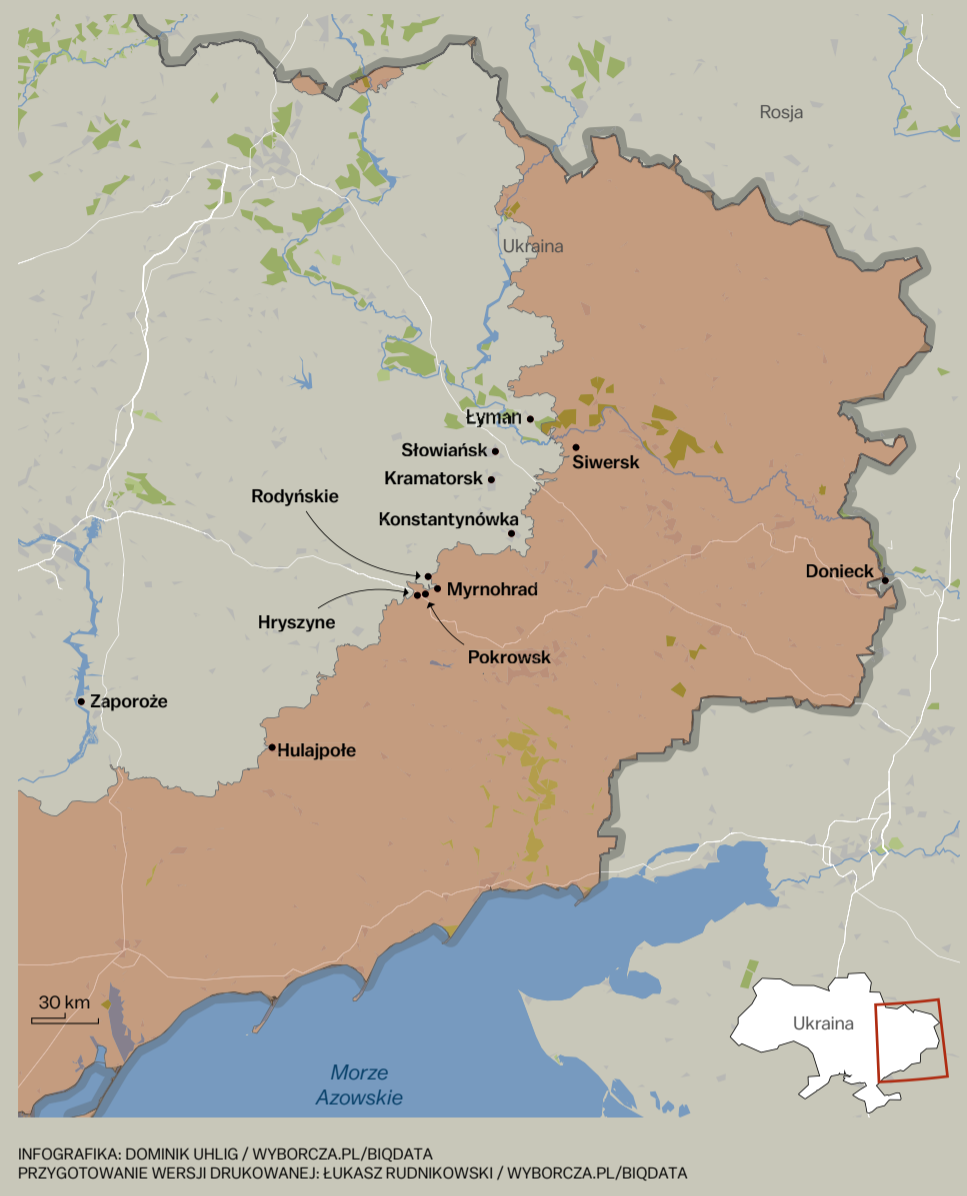 Rosja
Ukraina
Łyman
Słowiańsk
Siwersk
Kramatorsk
Rodyńskie
Konstantynówka
Donieck
Myrnohrad
Hryszyne
Pokrowsk
Zaporoże
Hulajpołe
30 km
Ukraina
Morze
Azowskie
INFOGRAFIKA: DOMINIK UHLIG / WYBORCZA.PL/BIQDATA
PRZYGOTOWANIE WERSJI DRUKOWANEJ: ŁUKASZ RUDNIKOWSKI / WYBORCZA.PL/BIQDATA